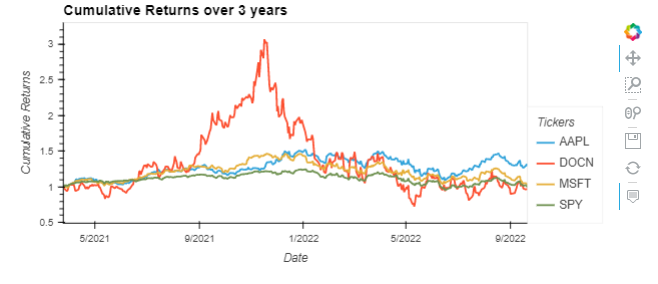 Cumulative Returns over 3 years
Cumulative Returns
3
2.5
2
1.5
1
0.5
5/2021
9/2021
1/2022
5/2022
9/2022
Date
Tickers
AAPL
DOCN
MSFT
SPY